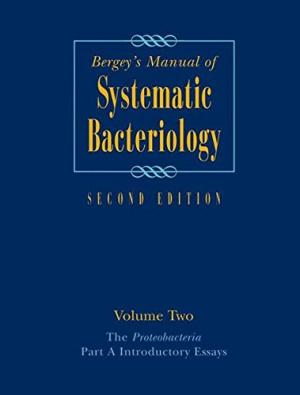 Bergey's Manual of
Systematic
Bacteriology
SECOND EDITION
Volume Two
The Proteobacteria
Part A Introductory Essays